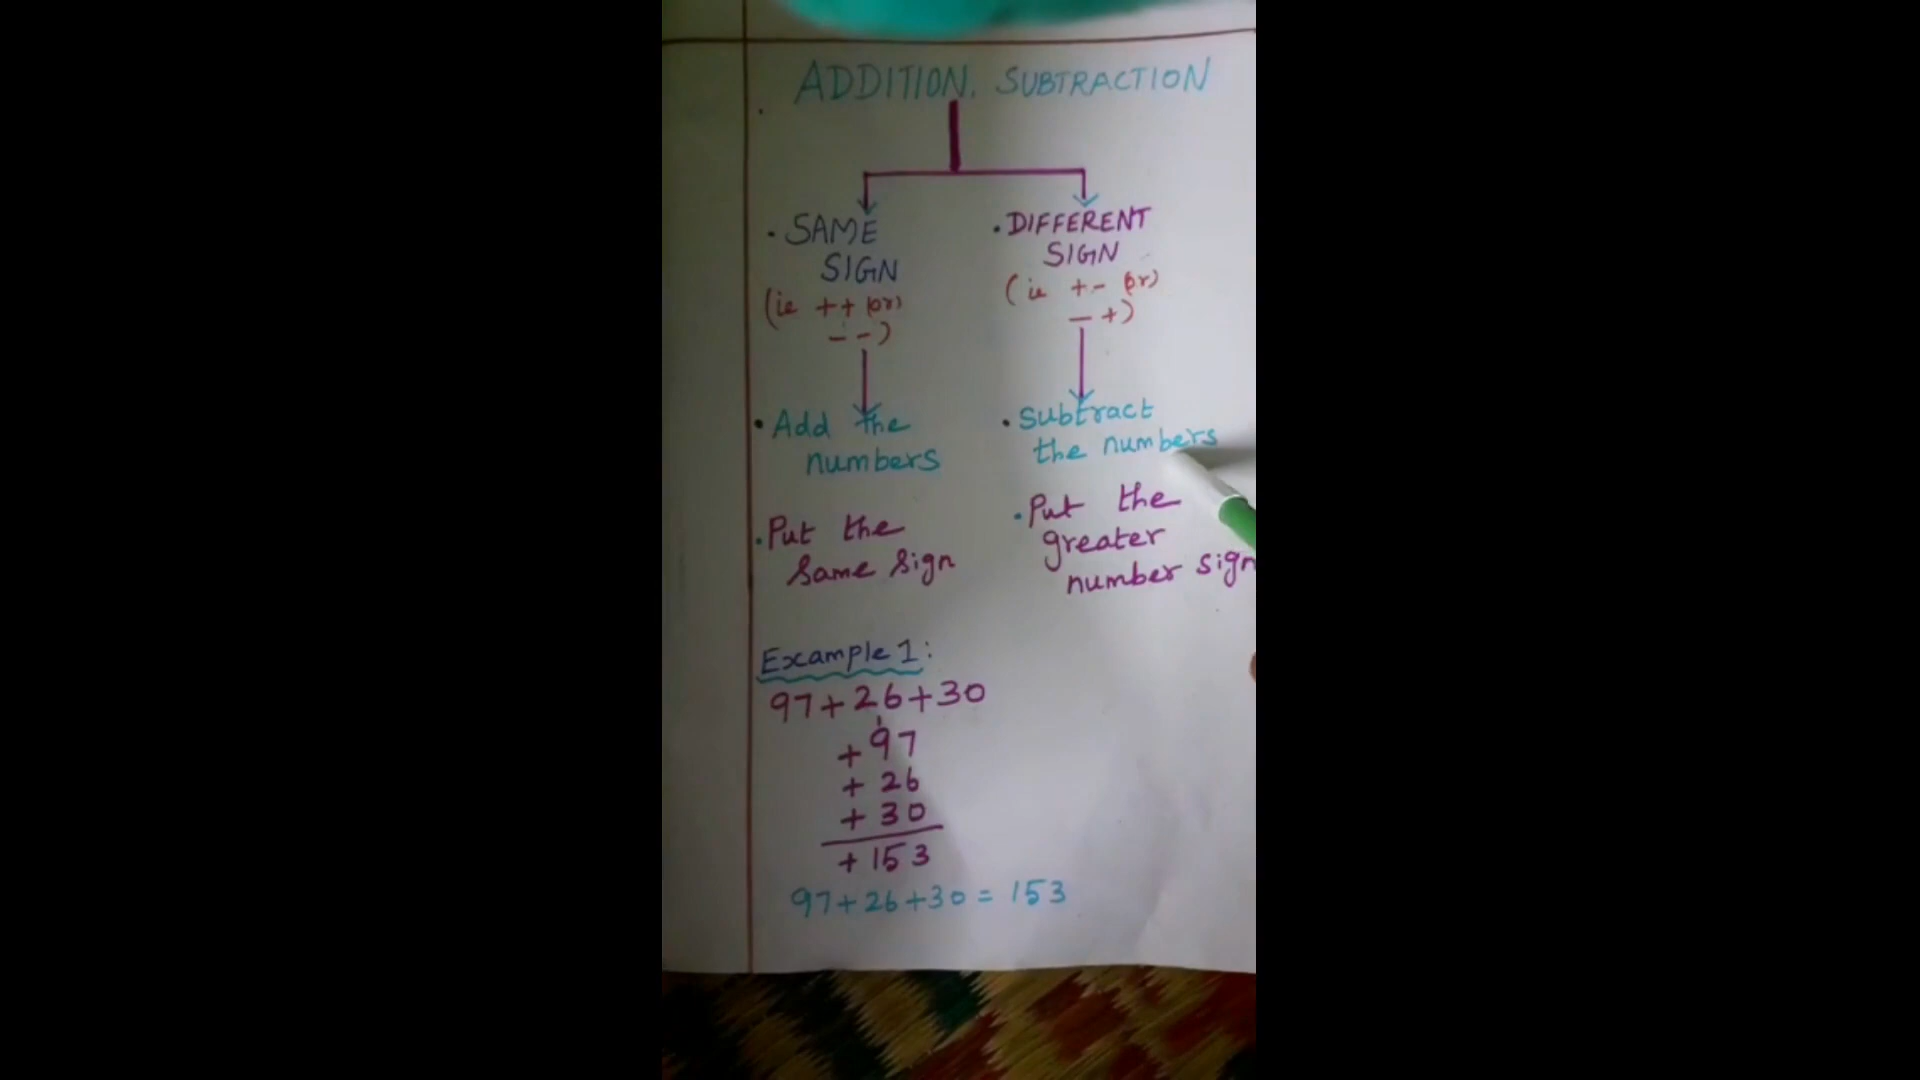 ADDITION, SUBTRACTION
• SAME
SIGN
(ie ++ (or)
- -)
• Add the
numbers
• Put the
same sign
• DIFFERENT
SIGN
(ie +- (or)
- +)
• Subtract
the numbers
• Put the
greater
number sign
Example 1:
97+26+30
1
+ 97
+ 26
+ 30
+ 153
97+26+30 = 153